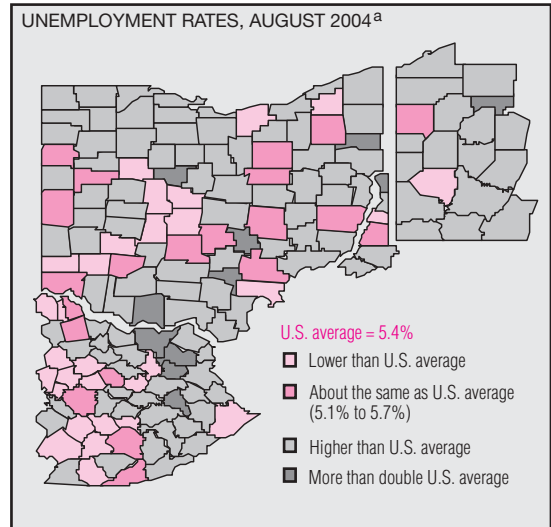 UNEMPLOYMENT RATES, AUGUST 2004a
U.S. average = 5.4%
Lower than U.S. average
About the same as U.S. average
(5.1% to 5.7%)
Higher than U.S. average
More than double U.S. average